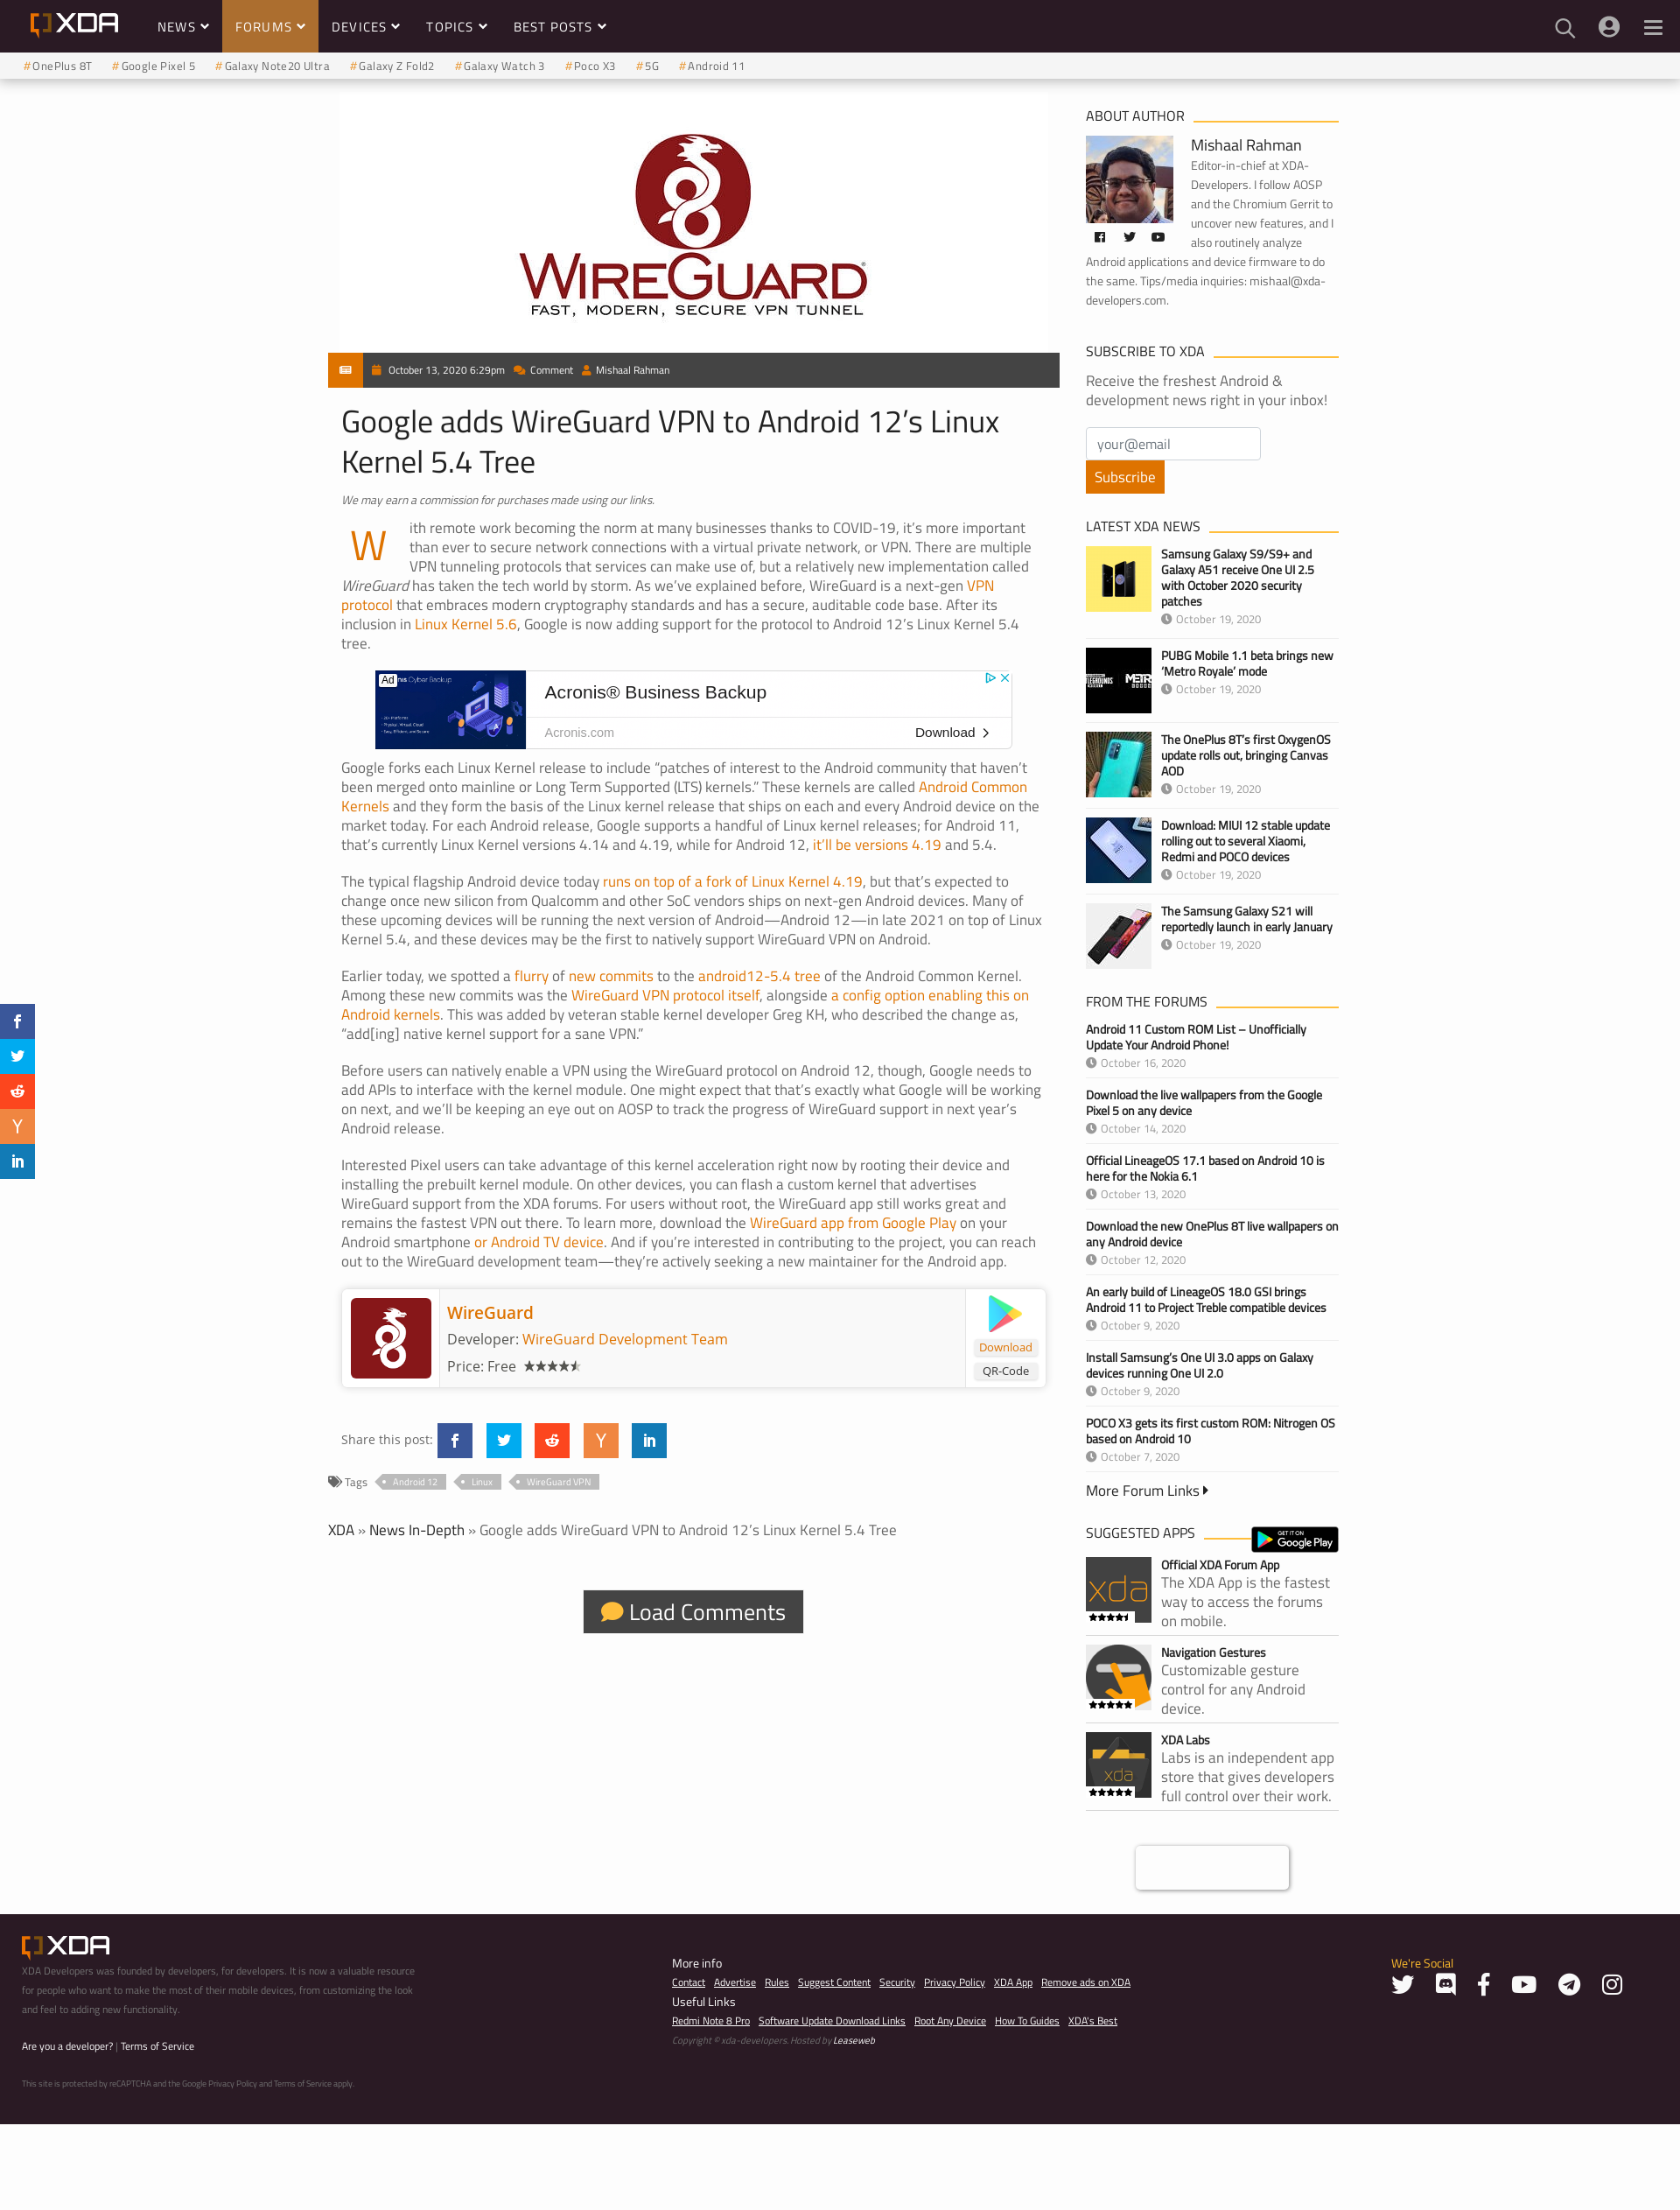 XDA
NEWS
FORUMS
DEVICES
TOPICS
BEST POSTS
#OnePlus 8T
#Google Pixel 5
#Galaxy Note20 Ultra
#Galaxy Z Fold2
#Galaxy Watch 3
#Poco X3
#5G
#Android 11
WIREGUARD
FAST, MODERN, SECURE VPN TUNNEL
October 13, 2020 6:29pm Comment Mishaal Rahman
Google adds WireGuard VPN to Android 12’s Linux
Kernel 5.4 Tree
We may earn a commission for purchases made using our links.
With remote work becoming the norm at many businesses thanks to COVID-19, it’s more important
than ever to secure network connections with a virtual private network, or VPN. There are multiple
VPN tunneling protocols that services can make use of, but a relatively new implementation called
WireGuard has taken the tech world by storm. As we’ve explained before, WireGuard is a next-gen VPN
protocol that embraces modern cryptography standards and has a secure, auditable code base. After its
inclusion in Linux Kernel 5.6, Google is now adding support for the protocol to Android 12’s Linux Kernel 5.4
tree.
Ad
Cyber Backup
Acronis® Business Backup
Acronis.com
Download
Google forks each Linux Kernel release to include “patches of interest to the Android community that haven’t
been merged onto mainline or Long Term Supported (LTS) kernels.” These kernels are called Android Common
Kernels and they form the basis of the Linux kernel release that ships on each and every Android device on the
market today. For each Android release, Google supports a handful of Linux kernel releases; for Android 11,
that’s currently Linux Kernel versions 4.14 and 4.19, while for Android 12, it’ll be versions 4.19 and 5.4.
The typical flagship Android device today runs on top of a fork of Linux Kernel 4.19, but that’s expected to
change once new silicon from Qualcomm and other SoC vendors ships on next-gen Android devices. Many of
these upcoming devices will be running the next version of Android—Android 12—in late 2021 on top of Linux
Kernel 5.4, and these devices may be the first to natively support WireGuard VPN on Android.
Earlier today, we spotted a flurry of new commits to the android12-5.4 tree of the Android Common Kernel.
Among these new commits was the WireGuard VPN protocol itself, alongside a config option enabling this on
Android kernels. This was added by veteran stable kernel developer Greg KH, who described the change as,
“add[ing] native kernel support for a sane VPN.”
Before users can natively enable a VPN using the WireGuard protocol on Android 12, though, Google needs to
add APIs to interface with the kernel module. One might expect that that’s exactly what Google will be working
on next, and we’ll be keeping an eye out on AOSP to track the progress of WireGuard support in next year’s
Android release.
Interested Pixel users can take advantage of this kernel acceleration right now by rooting their device and
installing the prebuilt kernel module. On other devices, you can flash a custom kernel that advertises
WireGuard support from the XDA forums. For users without root, the WireGuard app still works great and
remains the fastest VPN out there. To learn more, download the WireGuard app from Google Play on your
Android smartphone or Android TV device. And if you’re interested in contributing to the project, you can reach
out to the WireGuard development team—they’re actively seeking a new maintainer for the Android app.
WireGuard
Developer: WireGuard Development Team
Price: Free
Download
QR-Code
Share this post:
Tags
Android 12
Linux
WireGuard VPN
XDA » News In-Depth » Google adds WireGuard VPN to Android 12’s Linux Kernel 5.4 Tree
Load Comments
ABOUT AUTHOR
Mishaal Rahman
Editor-in-chief at XDA-
Developers. I follow AOSP
and the Chromium Gerrit to
uncover new features, and I
also routinely analyze
Android applications and device firmware to do
the same. Tips/media inquiries: mishaal@xda-
developers.com.
SUBSCRIBE TO XDA
Receive the freshest Android &
development news right in your inbox!
your@email
Subscribe
LATEST XDA NEWS
Samsung Galaxy S9/S9+ and
Galaxy A51 receive One UI 2.5
with October 2020 security
patches
October 19, 2020
PUBG Mobile 1.1 beta brings new
‘Metro Royale’ mode
October 19, 2020
The OnePlus 8T’s first OxygenOS
update rolls out, bringing Canvas
AOD
October 19, 2020
Download: MIUI 12 stable update
rolling out to several Xiaomi,
Redmi and POCO devices
October 19, 2020
The Samsung Galaxy S21 will
reportedly launch in early January
October 19, 2020
FROM THE FORUMS
Android 11 Custom ROM List – Unofficially
Update Your Android Phone!
October 16, 2020
Download the live wallpapers from the Google
Pixel 5 on any device
October 14, 2020
Official LineageOS 17.1 based on Android 10 is
here for the Nokia 6.1
October 13, 2020
Download the new OnePlus 8T live wallpapers on
any Android device
October 12, 2020
An early build of LineageOS 18.0 GSI brings
Android 11 to Project Treble compatible devices
October 9, 2020
Install Samsung’s One UI 3.0 apps on Galaxy
devices running One UI 2.0
October 9, 2020
POCO X3 gets its first custom ROM: Nitrogen OS
based on Android 10
October 7, 2020
More Forum Links
SUGGESTED APPS
GET IT ON
Google Play
xda
Official XDA Forum App
The XDA App is the fastest
way to access the forums
on mobile.
Navigation Gestures
Customizable gesture
control for any Android
device.
xda
XDA Labs
Labs is an independent app
store that gives developers
full control over their work.
XDA
XDA Developers was founded by developers, for developers. It is now a valuable resource
for people who want to make the most of their mobile devices, from customizing the look
and feel to adding new functionality.
Are you a developer? | Terms of Service
This site is protected by reCAPTCHA and the Google Privacy Policy and Terms of Service apply.
More info
Contact Advertise Rules Suggest Content Security Privacy Policy XDA App Remove ads on XDA
Useful Links
Redmi Note 8 Pro Software Update Download Links Root Any Device How To Guides XDA's Best
Copyright © xda-developers. Hosted by Leaseweb
We're Social